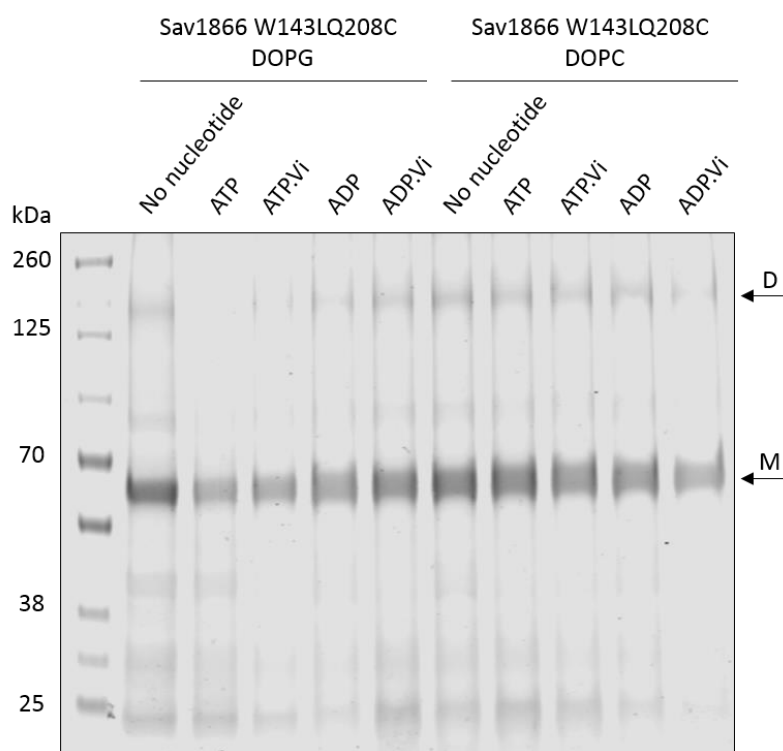 Sav1866 W143LQ208C
DOPG
Sav1866 W143LQ208C
DOPC
No nucleotide
ATP
ATP.Vi
ADP
ADP.Vi
No nucleotide
ATP
ATP.Vi
ADP
ADP.Vi
kDa
260
125
70
38
25
D
M